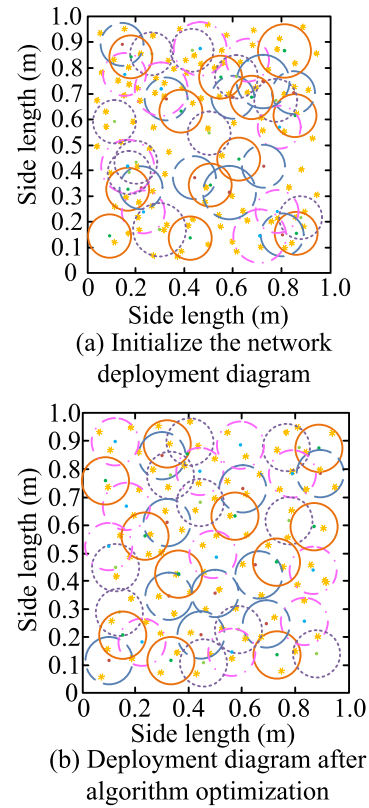 1.0
0.9
0.8
0.7
0.6
0.5
0.4
0.3
0.2
0.1
0
Side length (m)
0 0.2 0.4 0.6 0.8 1.0
Side length (m)
(a) Initialize the network
deployment diagram
1.0
0.9
0.8
0.7
0.6
0.5
0.4
0.3
0.2
0.1
0
Side length (m)
0 0.2 0.4 0.6 0.8 1.0
Side length (m)
(b) Deployment diagram after
algorithm optimization